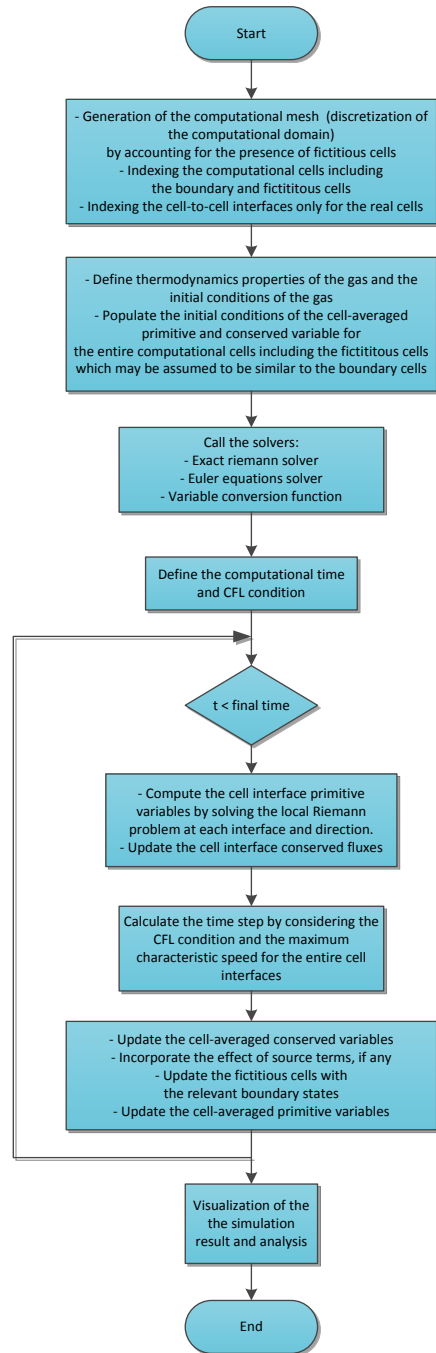 Start
- Generation of the computational mesh (discretization of
the computational domain)
by accounting for the presence of fictitious cells
- Indexing the computational cells including
the boundary and fictititous cells
- Indexing the cell-to-cell interfaces only for the real cells
- Define thermodynamics properties of the gas and the
initial conditions of the gas
- Populate the initial conditions of the cell-averaged
primitive and conserved variable for
the entire computational cells including the fictititous cells
which may be assumed to be similar to the boundary cells
Call the solvers:
- Exact riemann solver
- Euler equations solver
- Variable conversion function
Define the computational time
and CFL condition
t < final time
- Compute the cell interface primitive
variables by solving the local Riemann
problem at each interface and direction.
- Update the cell interface conserved fluxes
Calculate the time step by considering the
CFL condition and the maximum
characteristic speed for the entire cell
interfaces
- Update the cell-averaged conserved variables
- Incorporate the effect of source terms, if any
- Update the fictitious cells with
the relevant boundary states
- Update the cell-averaged primitive variables
Visualization of the
the simulation
result and analysis
End